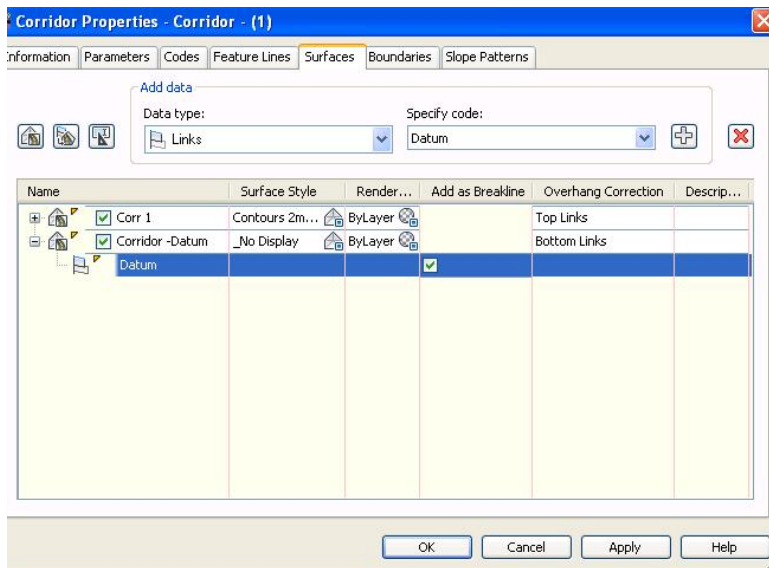 Corridor Properties - Corridor - (1)
Information Parameters Codes Feature Lines Surfaces Boundaries Slope Patterns
Add data
Data type: Specify code:
Links Datum
Name Surface Style Render... Add as Breakline Overhang Correction Descrip...
Corr 1 Contours 2m... ByLayer Top Links
Corridor -Datum _No Display ByLayer Bottom Links
Datum
OK Cancel Apply Help